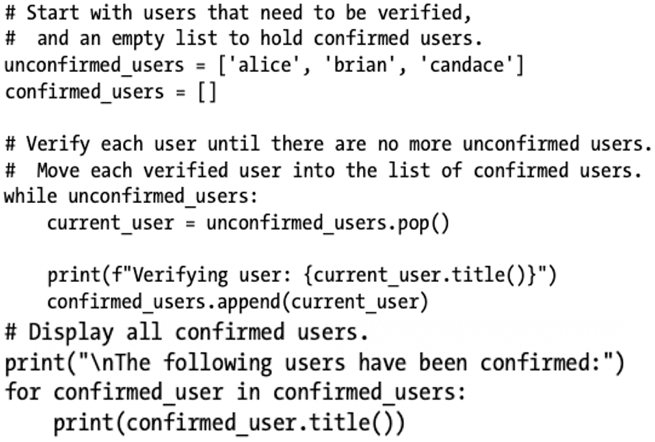 # Start with users that need to be verified,
#  and an empty list to hold confirmed users.
unconfirmed_users = ['alice', 'brian', 'candace']
confirmed_users = []

# Verify each user until there are no more unconfirmed users.
#  Move each verified user into the list of confirmed users.
while unconfirmed_users:
    current_user = unconfirmed_users.pop()

    print(f"Verifying user: {current_user.title()}")
    confirmed_users.append(current_user)
# Display all confirmed users.
print("\nThe following users have been confirmed:")
for confirmed_user in confirmed_users:
    print(confirmed_user.title())